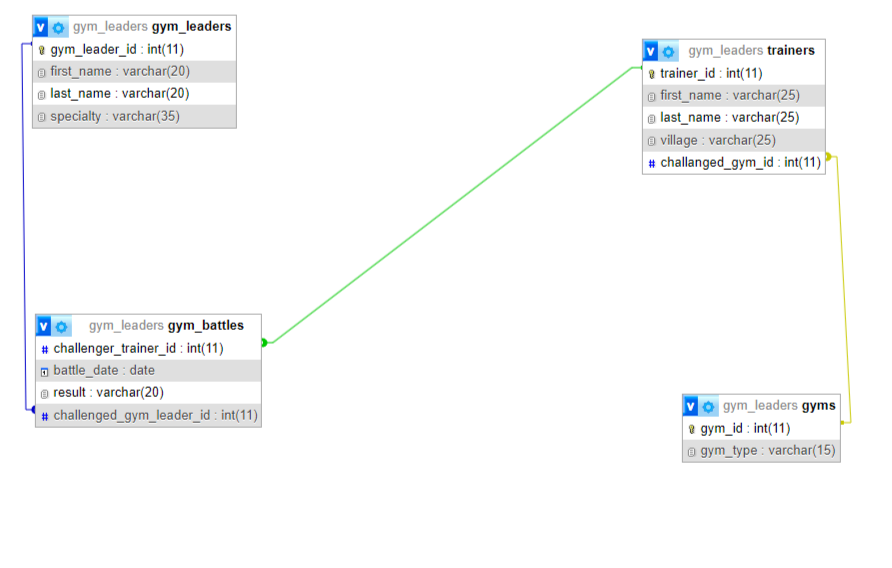 gym_leaders gym_leaders
gym_leader_id : int(11)
first_name : varchar(20)
last_name : varchar(20)
specialty : varchar(35)
gym_leaders trainers
trainer_id : int(11)
first_name : varchar(25)
last_name : varchar(25)
village : varchar(25)
# challanged_gym_id : int(11)
gym_leaders gym_battles
# challenger_trainer_id : int(11)
battle_date : date
result : varchar(20)
# challenged_gym_leader_id : int(11)
gym_leaders gyms
gym_id : int(11)
gym_type : varchar(15)